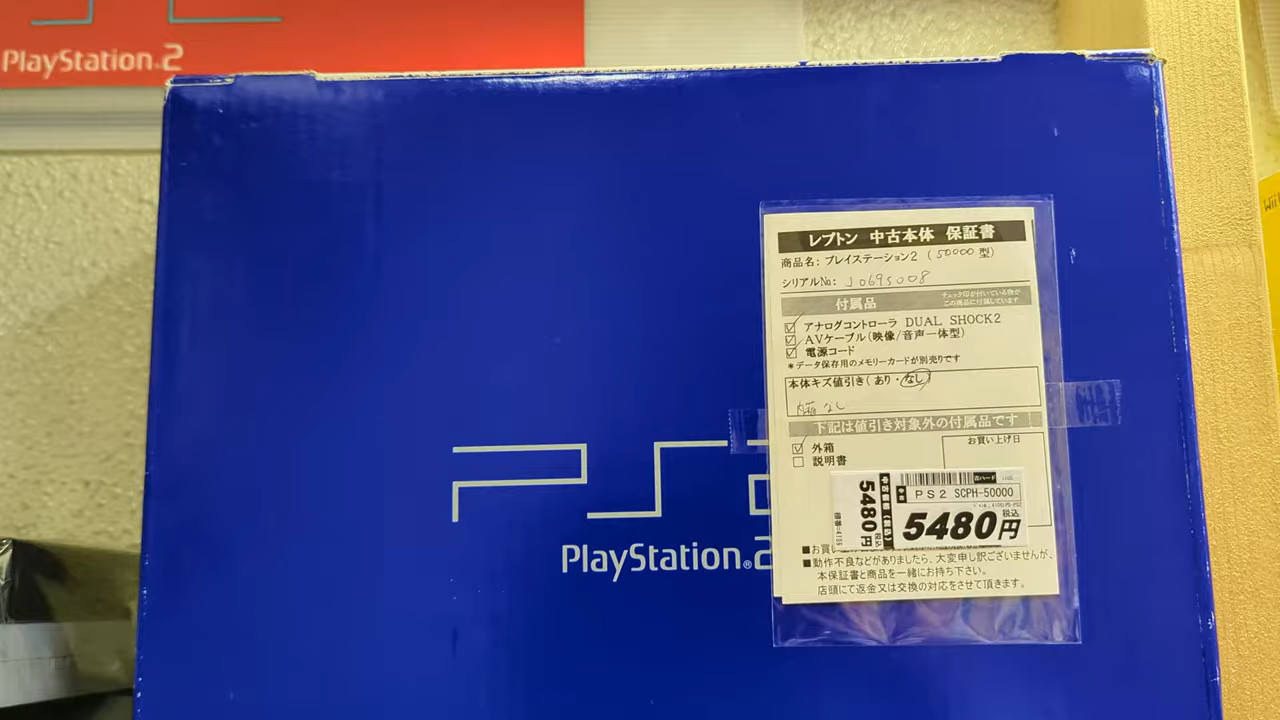 PlayStation®2
Wii
レプトン 中古本体 保証書
商品名: プレイステーション2 (50000 型)
シリアルNo: J0695008
付属品
チェック印が付いている物が
この商品に付属しています
アナログコントローラ DUAL SHOCK2
AVケーブル(映像/音声一体型)
電源コード
*データ保存用のメモリーカードが別売りです
本体キズ値引き(あり・なし)
内箱 なし
下記は値引き対象外の付属品です
外箱
説明書
お買い上げ日
PS2 SCPH-50000
5480円
税込
5480円
税込
PS2
PlayStation®2
■お買
■動作不良などがありましたら、大変申し訳ございませんが、
本保証書と商品を一緒にお持ち下さい。
店頭にて返金又は交換の対応をさせて頂きます。